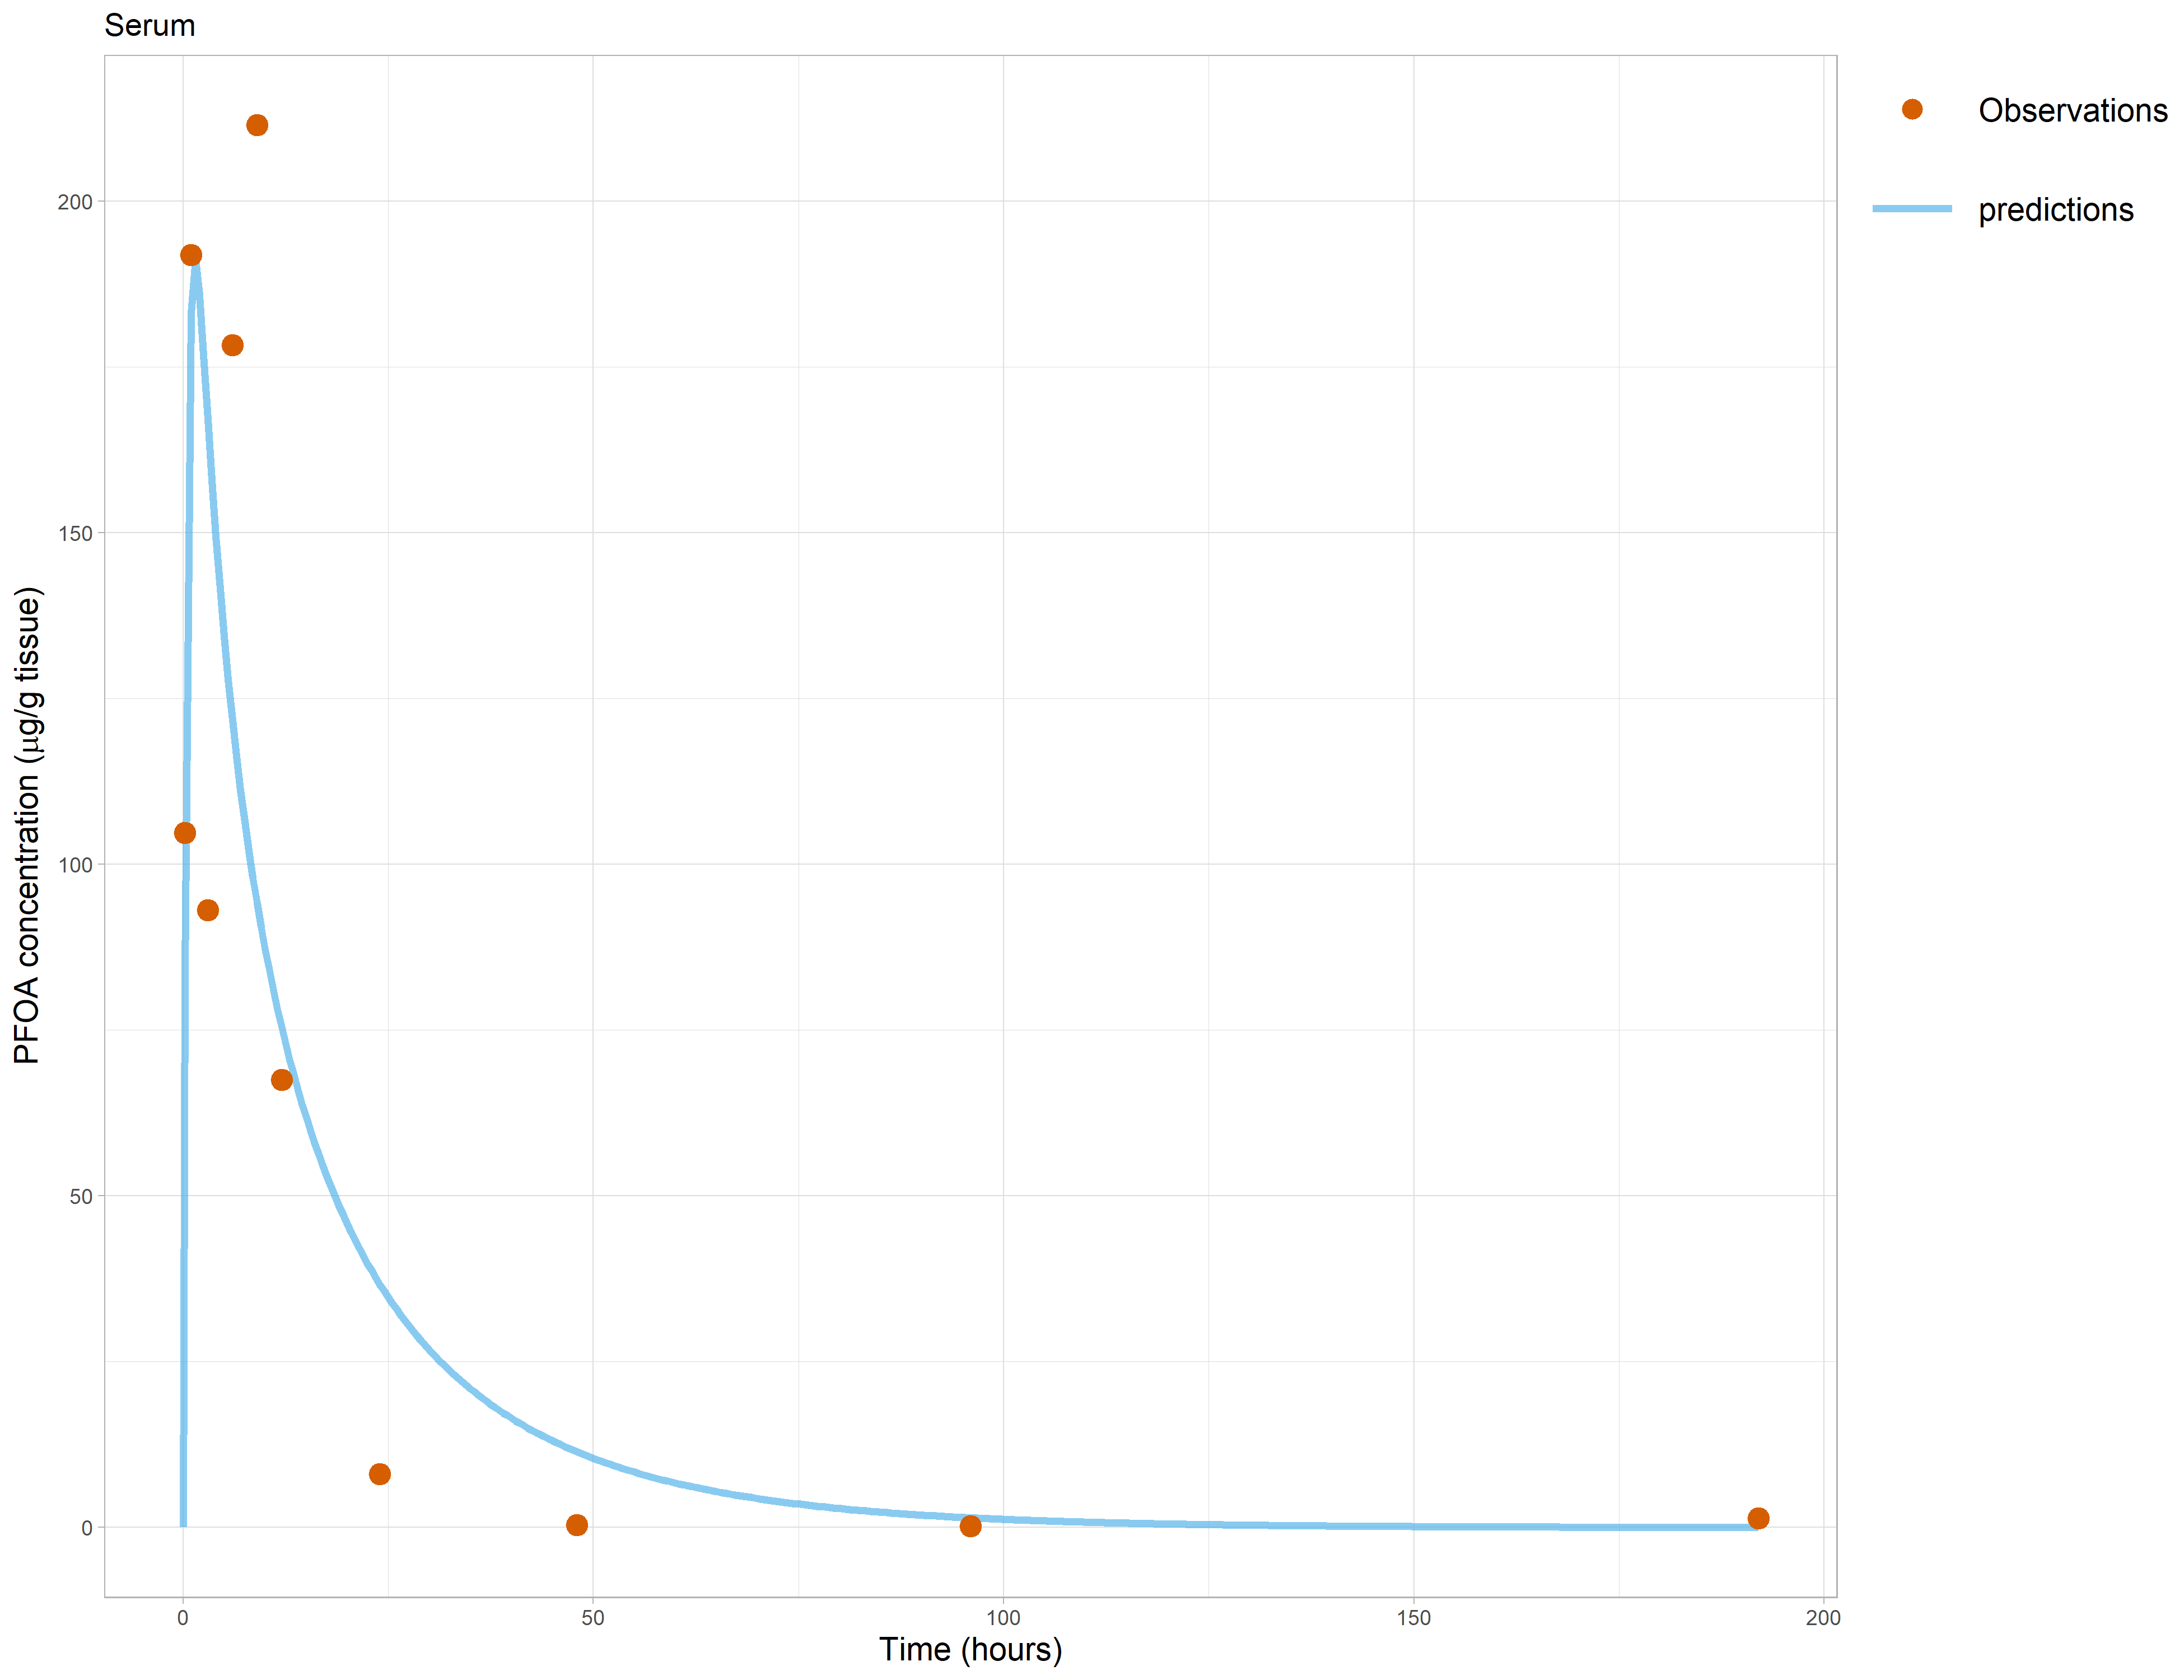 Serum
Observations
predictions
200
150
100
50
0
PFOA concentration (μg/g tissue)
0 50 100 150 200
Time (hours)